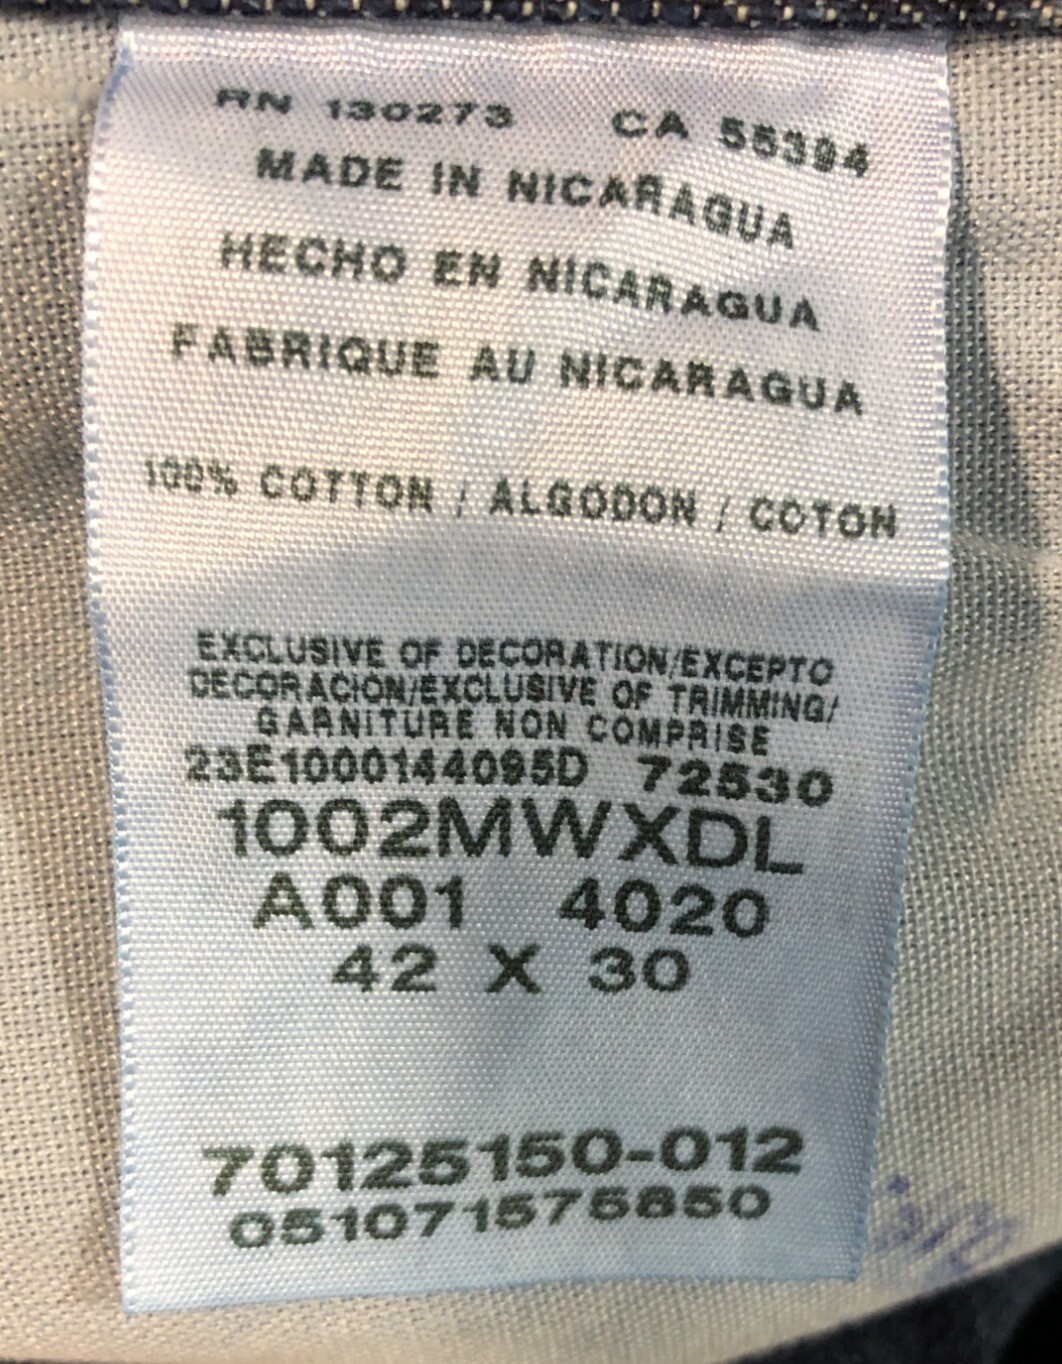 RN 130273 CA 55394
MADE IN NICARAGUA
HECHO EN NICARAGUA
FABRIQUE AU NICARAGUA
100% COTTON / ALGODON / COTON
EXCLUSIVE OF DECORATION/EXCEPTO
DECORACION/EXCLUSIVE OF TRIMMING/
GARNITURE NON COMPRISE
23E1000144095D 72530
1002MWXDL
A001 4020
42 X 30
70125150-012
051071575850